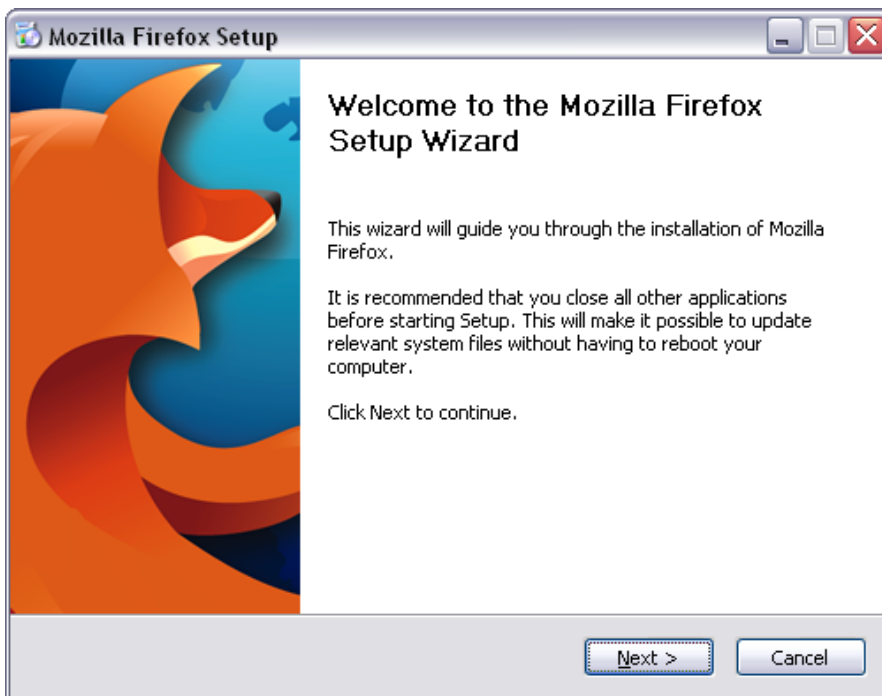 Mozilla Firefox Setup
Welcome to the Mozilla Firefox
Setup Wizard
This wizard will guide you through the installation of Mozilla
Firefox.
It is recommended that you close all other applications
before starting Setup. This will make it possible to update
relevant system files without having to reboot your
computer.
Click Next to continue.
Next >
Cancel